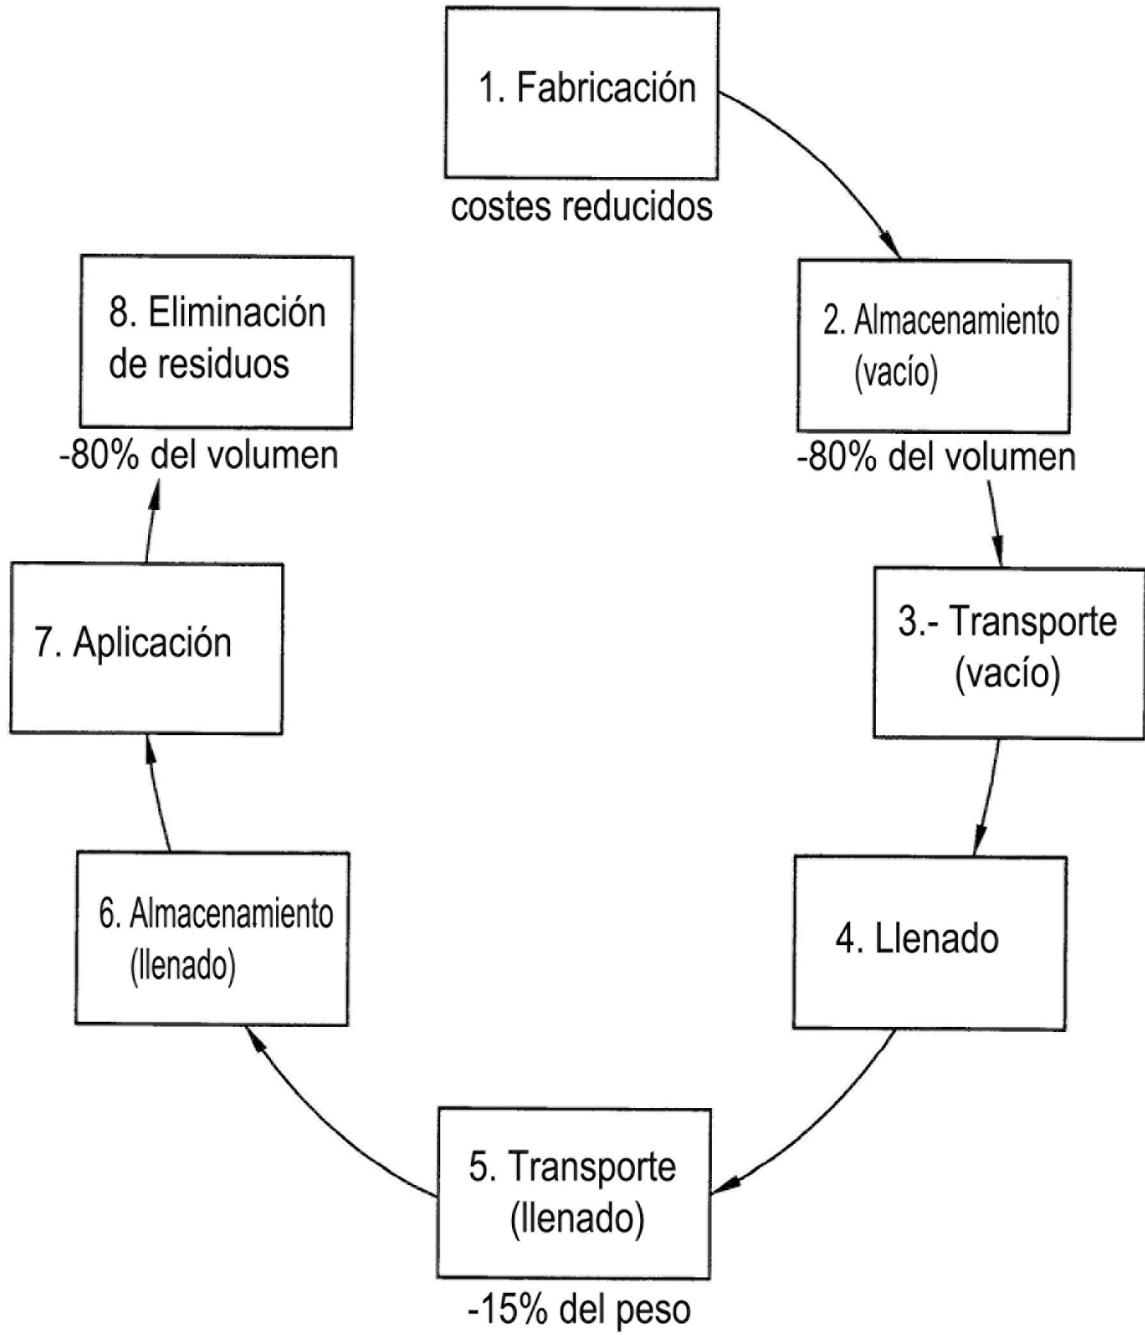 1. Fabricación
costes reducidos
2. Almacenamiento
(vacío)
-80% del volumen
3.- Transporte
(vacío)
4. Llenado
5. Transporte
(llenado)
-15% del peso
6. Almacenamiento
(llenado)
7. Aplicación
8. Eliminación
de residuos
-80% del volumen